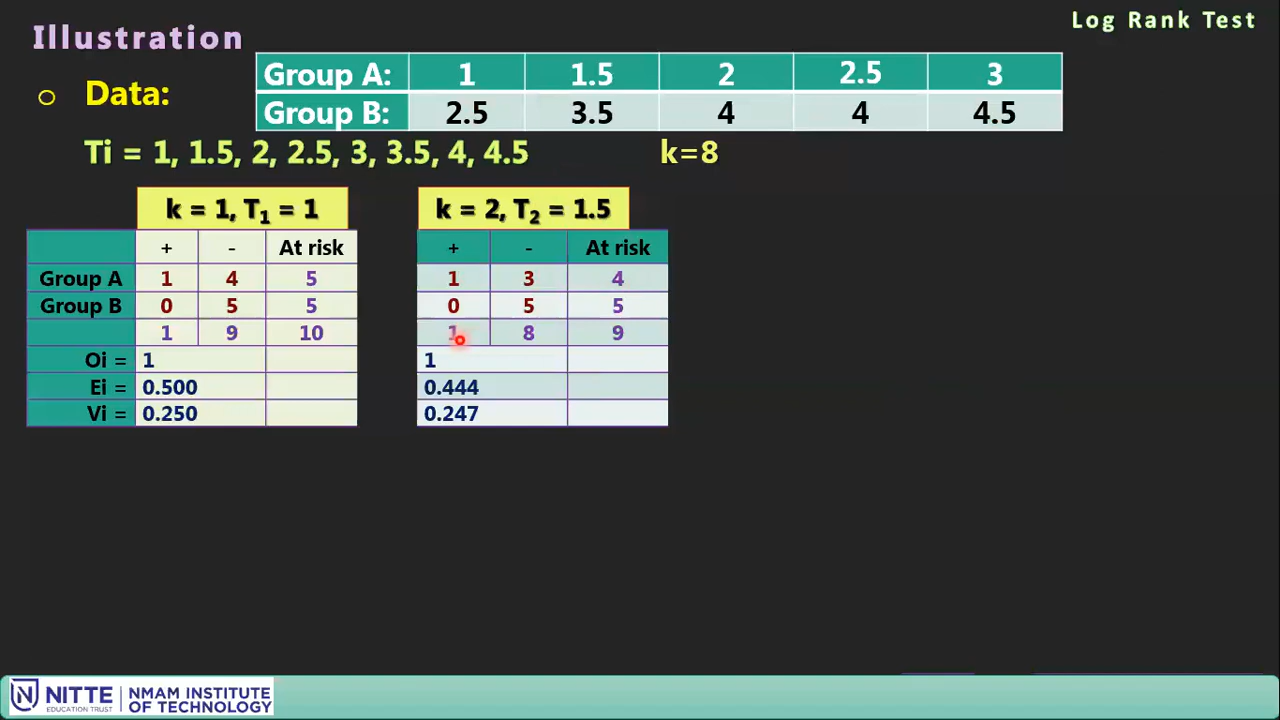 Log Rank Test
Illustration
Data:
Group A: 1 1.5 2 2.5 3
Group B: 2.5 3.5 4 4 4.5
Ti = 1, 1.5, 2, 2.5, 3, 3.5, 4, 4.5 k=8
k = 1, T1 = 1 k = 2, T2 = 1.5
+ - At risk + - At risk
Group A 1 4 5 1 3 4
Group B 0 5 5 0 5 5
1 9 10 1 8 9
Oi = 1 1
Ei = 0.500 0.444
Vi = 0.250 0.247
NITTE
EDUCATION TRUST
NMAM INSTITUTE
OF TECHNOLOGY